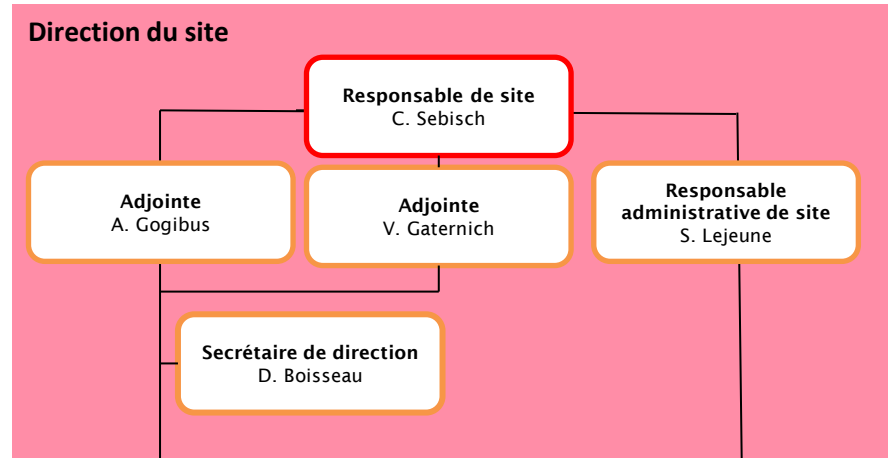 Direction du site
Responsable de site
C. Sebisch
Adjointe
A. Gogibus
Adjointe
V. Gaternich
Responsable
administrative de site
S. Lejeune
Secrétaire de direction
D. Boisseau